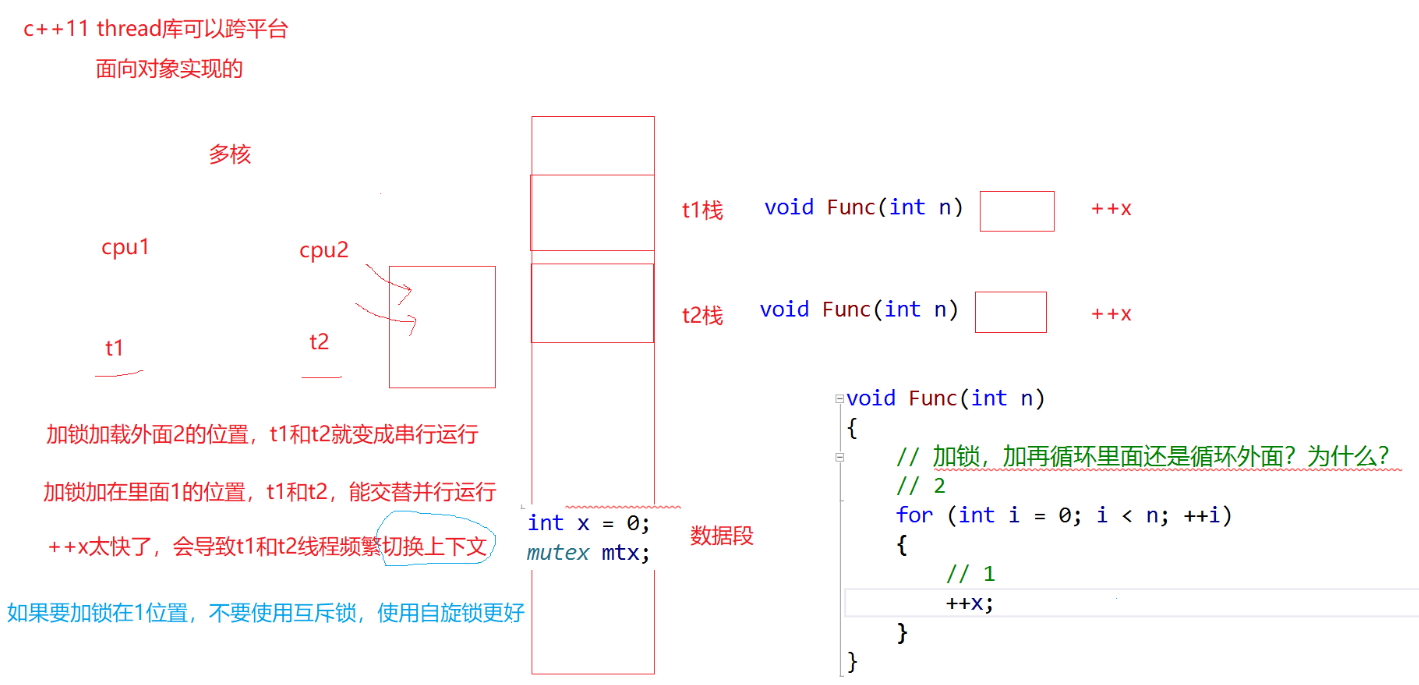 c++11 thread库可以跨平台
面向对象实现的
多核
cpu1
cpu2
t1
t2
t1栈
void Func(int n)
++x
t2栈
void Func(int n)
++x
加锁加载外面2的位置，t1和t2就变成串行运行
加锁加在里面1的位置，t1和t2，能交替并行运行
++x太快了，会导致t1和t2线程频繁切换上下文
如果要加锁在1位置，不要使用互斥锁，使用自旋锁更好
int x = 0;
mutex mtx;
数据段
void Func(int n)
{
// 加锁，加再循环里面还是循环外面？为什么？
// 2
for (int i = 0; i < n; ++i)
{
// 1
++x;
}
}